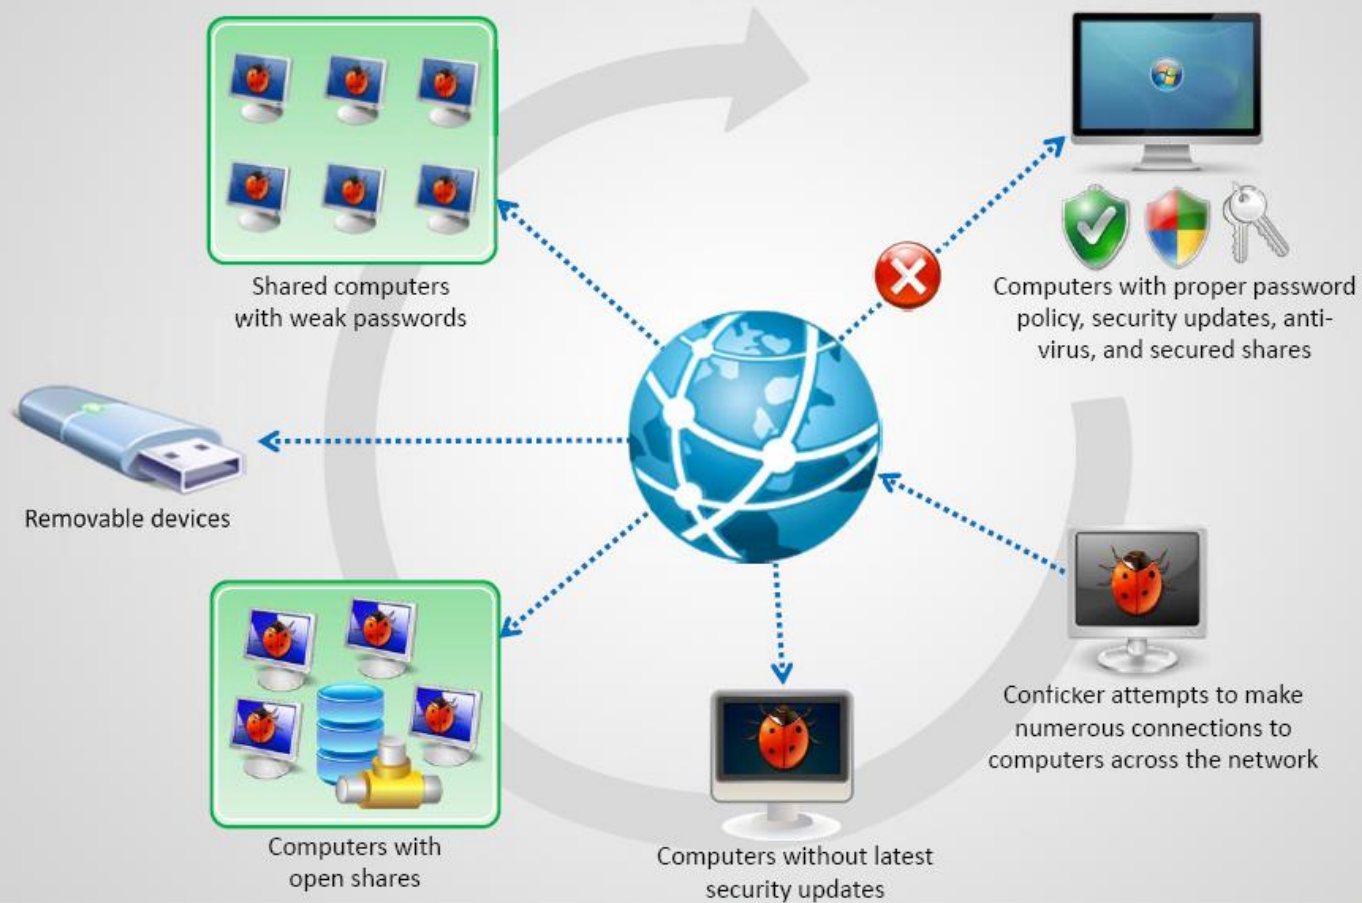 Shared computers
with weak passwords
Computers with proper password
policy, security updates, anti-
virus, and secured shares
Removable devices
Conficker attempts to make
numerous connections to
computers across the network
Computers with
open shares
Computers without latest
security updates